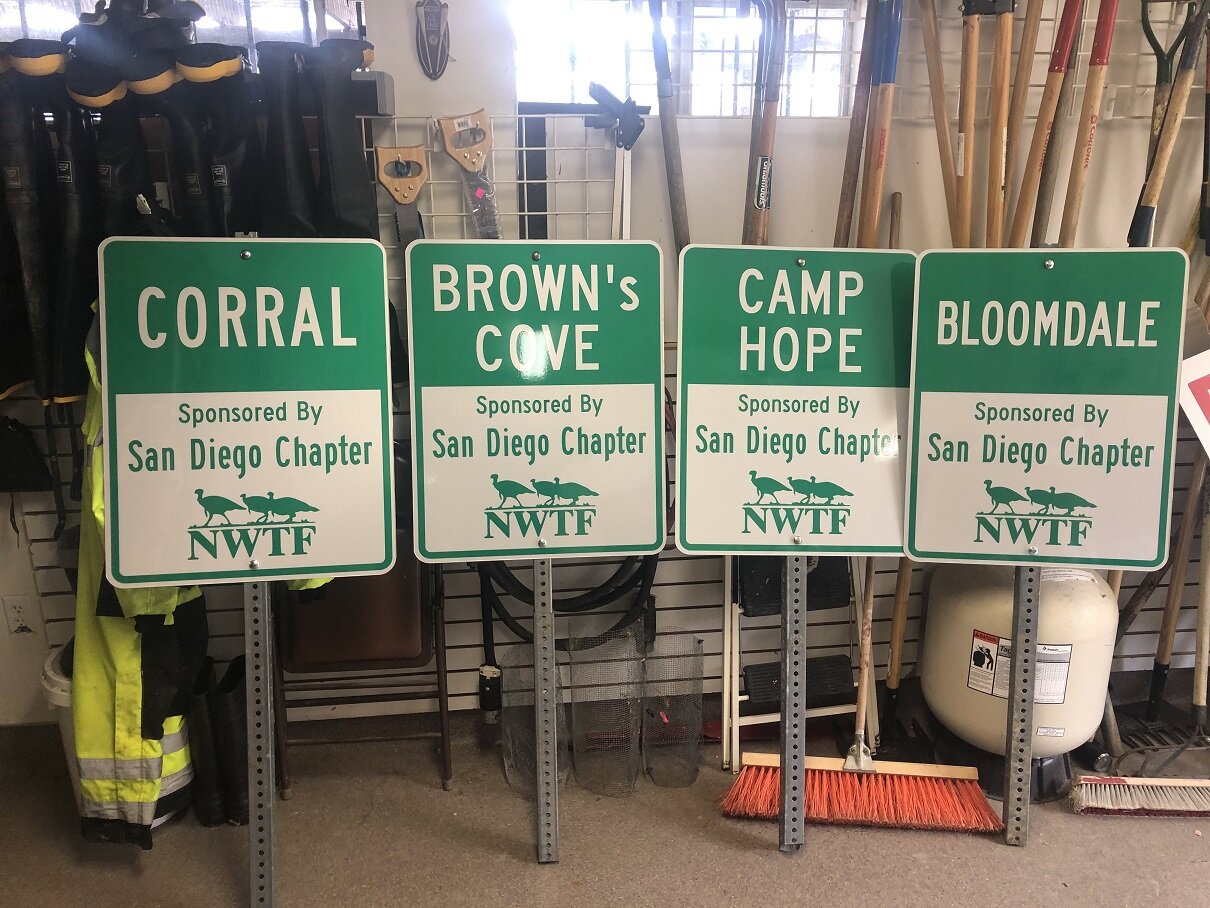 CORRAL
Sponsored By
San Diego Chapter
NWTF
BROWN's
COVE
Sponsored By
San Diego Chapter
NWTF
CAMP
HOPE
Sponsored By
San Diego Chapter
NWTF
BLOOMDALE
Sponsored By
San Diego Chapter
NWTF